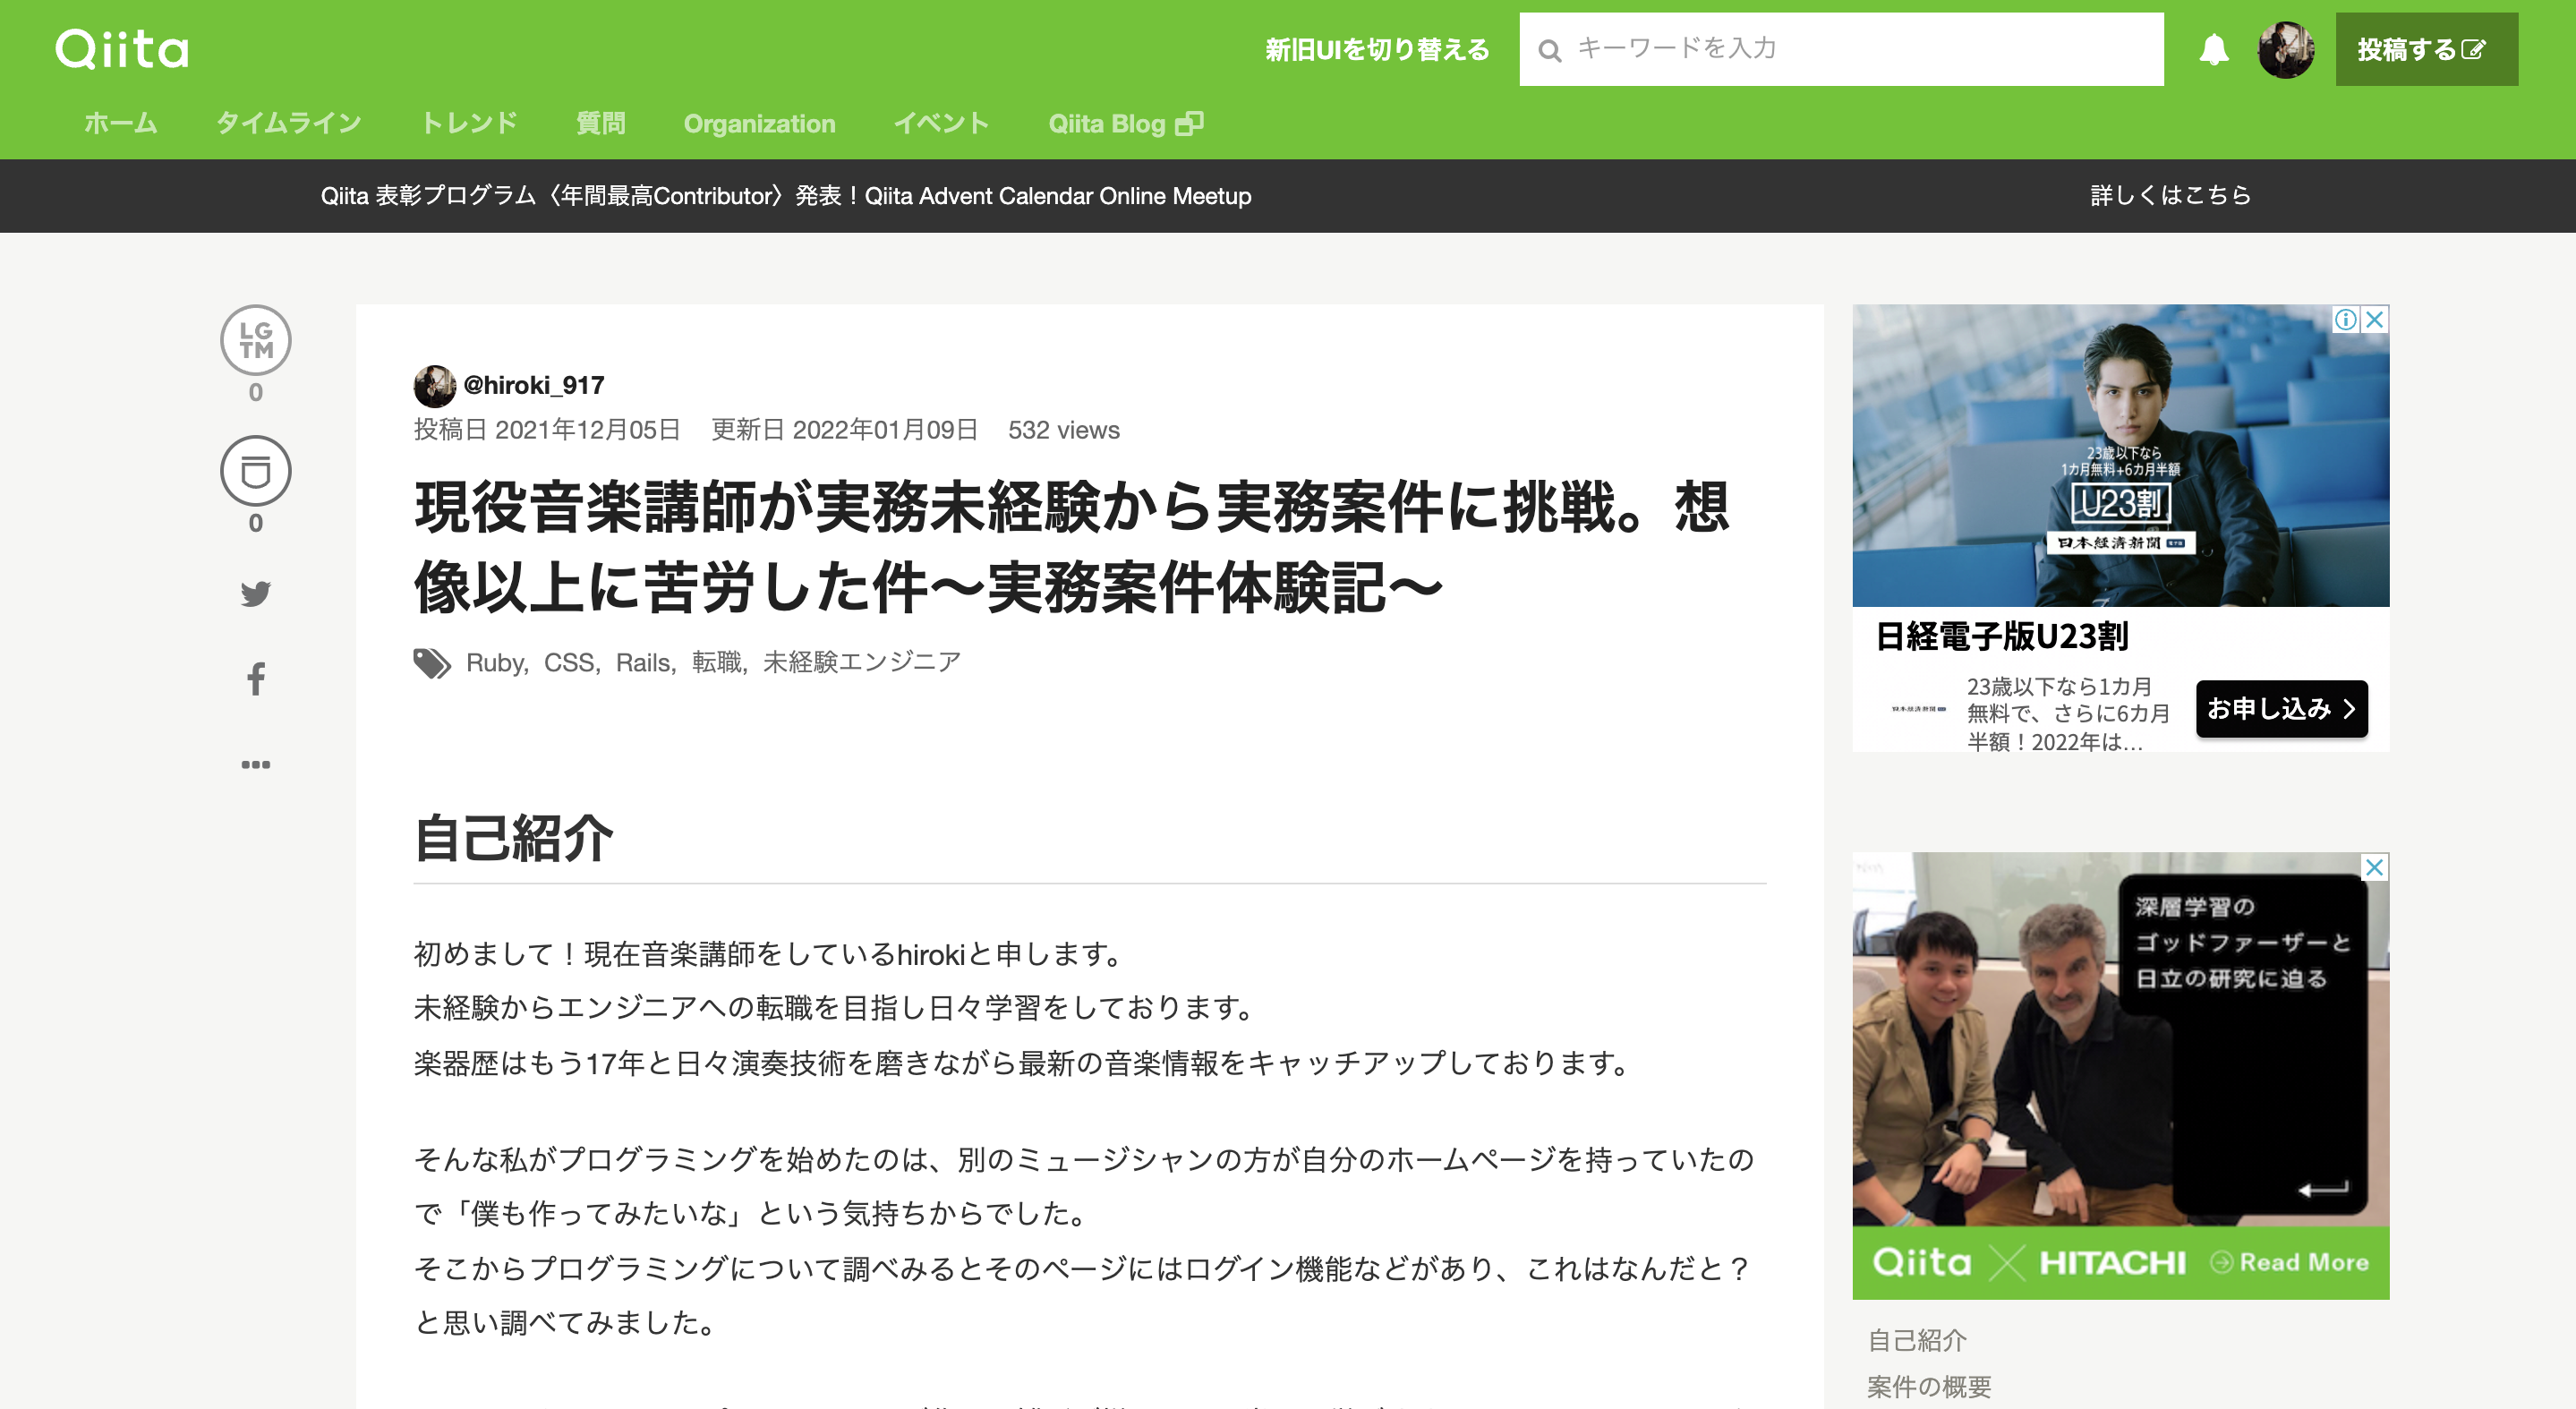 Qiita
新旧UIを切り替える
キーワードを入力
投稿する
ホーム
タイムライン
トレンド
質問
Organization
イベント
Qiita Blog
Qiita 表彰プログラム〈年間最高Contributor〉発表！Qiita Advent Calendar Online Meetup
詳しくはこちら
LG
TM
0
0
@hiroki_917
投稿日 2021年12月05日 更新日 2022年01月09日 532 views
現役音楽講師が実務未経験から実務案件に挑戦。想
像以上に苦労した件〜実務案件体験記〜
Ruby, CSS, Rails, 転職, 未経験エンジニア
自己紹介
初めまして！現在音楽講師をしているhirokiと申します。
未経験からエンジニアへの転職を目指し日々学習をしております。
楽器歴はもう17年と日々演奏技術を磨きながら最新の音楽情報をキャッチアップしております。
そんな私がプログラミングを始めたのは、別のミュージシャンの方が自分のホームページを持っていたの
で「僕も作ってみたいな」という気持ちからでした。
そこからプログラミングについて調べみるとそのページにはログイン機能などがあり、これはなんだと？
と思い調べてみました。
23歳以下なら
1カ月無料+6カ月半額
U23割
日本経済新聞 電子版
日経電子版U23割
日本経済新聞
23歳以下なら1カ月
無料で、さらに6カ月
半額！2022年は...
お申し込み
深層学習の
ゴッドファーザーと
日立の研究に迫る
Qiita × HITACHI Read More
自己紹介
案件の概要